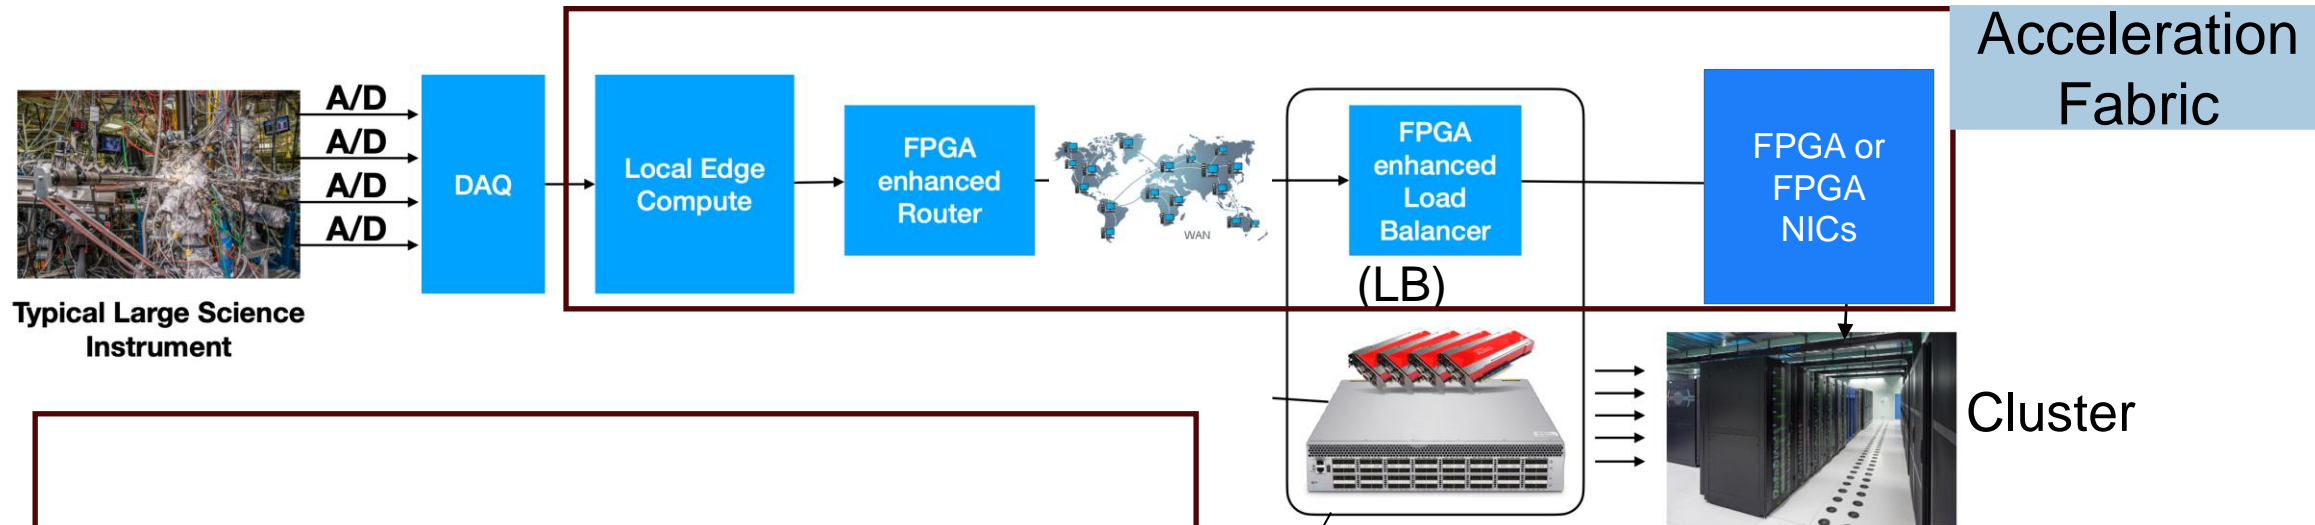 Acceleration
Fabric
A/D
A/D
A/D
A/D
DAQ
Local Edge
Compute
FPGA
enhanced
Router
WAN
FPGA
enhanced
Load
Balancer
(LB)
FPGA or
FPGA
NICs
Typical Large Science
Instrument
Cluster